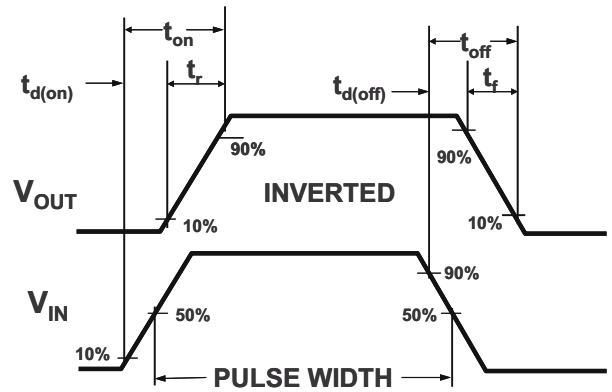 t_on
t_off
t_d(on)
t_r
t_d(off)
t_f
90%
90%
V_OUT
INVERTED
10%
10%
90%
V_IN
50%
50%
10%
PULSE WIDTH